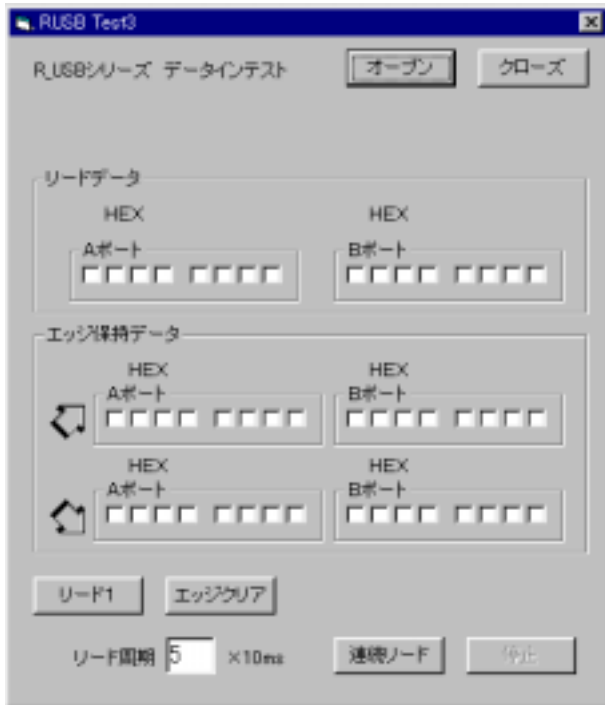 RUSB Test3
R_USBシリーズ データインテスト オープン クローズ
リードデータ
HEX HEX
Aポート Bポート
エッジ保持データ
HEX HEX
Aポート Bポート
HEX HEX
Aポート Bポート
リード1 エッジクリア
リード周期 5 ×10ms 連続リード 停止